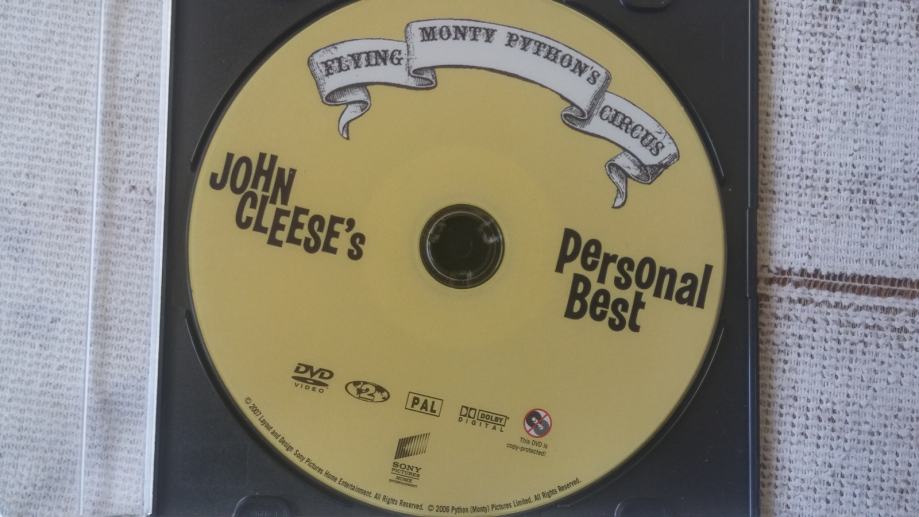 FLYING
MONTY PYTHON'S
CIRCUS
JOHN
CLEESE's
Personal
Best
DVD
VIDEO
2
PAL
DOLBY
DIGITAL
This DVD is
copy-protected!
SONY
PICTURES
© 2007 Layout and Design Sony Pictures Home Entertainment. All Rights Reserved. © 2006 Python (Monty) Pictures Limited. All Rights Reserved.